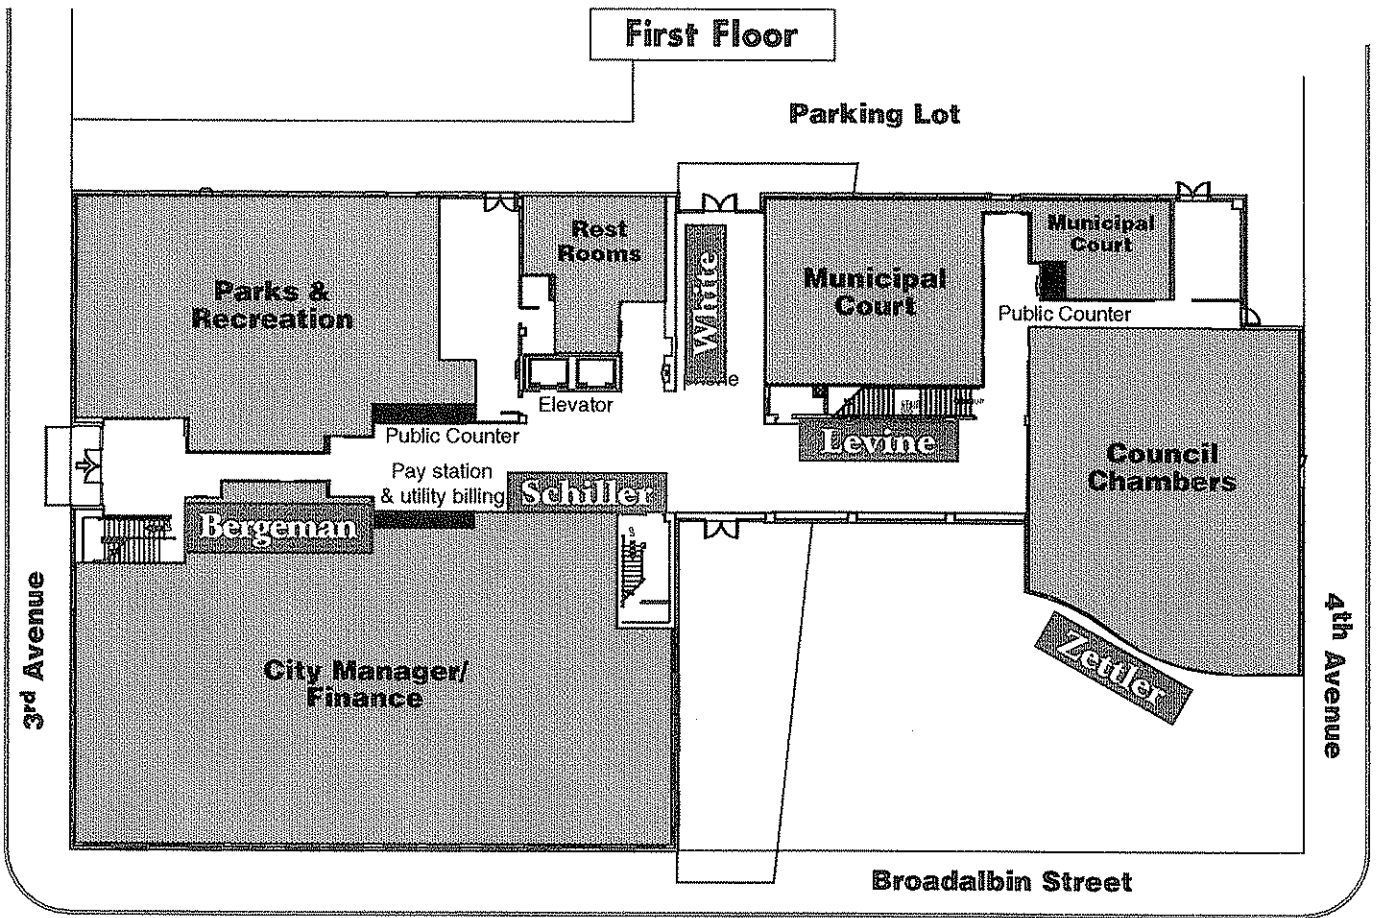 First Floor
Parking Lot
Parks &
Recreation
Rest
Rooms
White
Municipal
Court
Municipal
Court
Public Counter
Elevator
Public Counter
Levine
Pay station
& utility billing
Schiller
Bergeman
Council
Chambers
City Manager/
Finance
Zettler
3rd Avenue
4th Avenue
Broadalbin Street